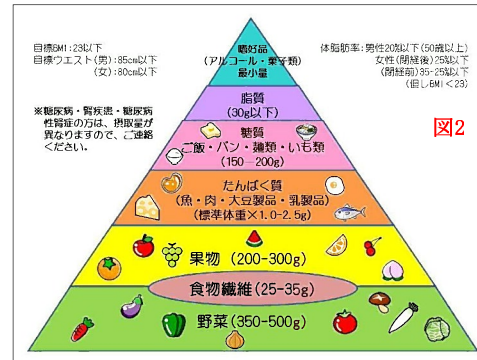 目標BMI:23以下
目標ウエスト(男):85cm以下
(女):80cm以下
※糖尿病・腎疾患・糖尿病
性腎症の方は、摂取量が
異なりますので、ご連絡
ください。
体脂肪率:男性20%以下(50歳以上)
女性(閉経後)25%以下
(閉経前)35-25%以下
(但しBMI<23)
図2
嗜好品
(アルコール・菓子類)
最小量
脂質
(30g以下)
糖質
ご飯・パン・麺類・いも類
(150-200g)
たんぱく質
(魚・肉・大豆製品・乳製品)
(標準体重×1.0-2.5g)
果物 (200-300g)
食物繊維(25-35g)
野菜(350-500g)